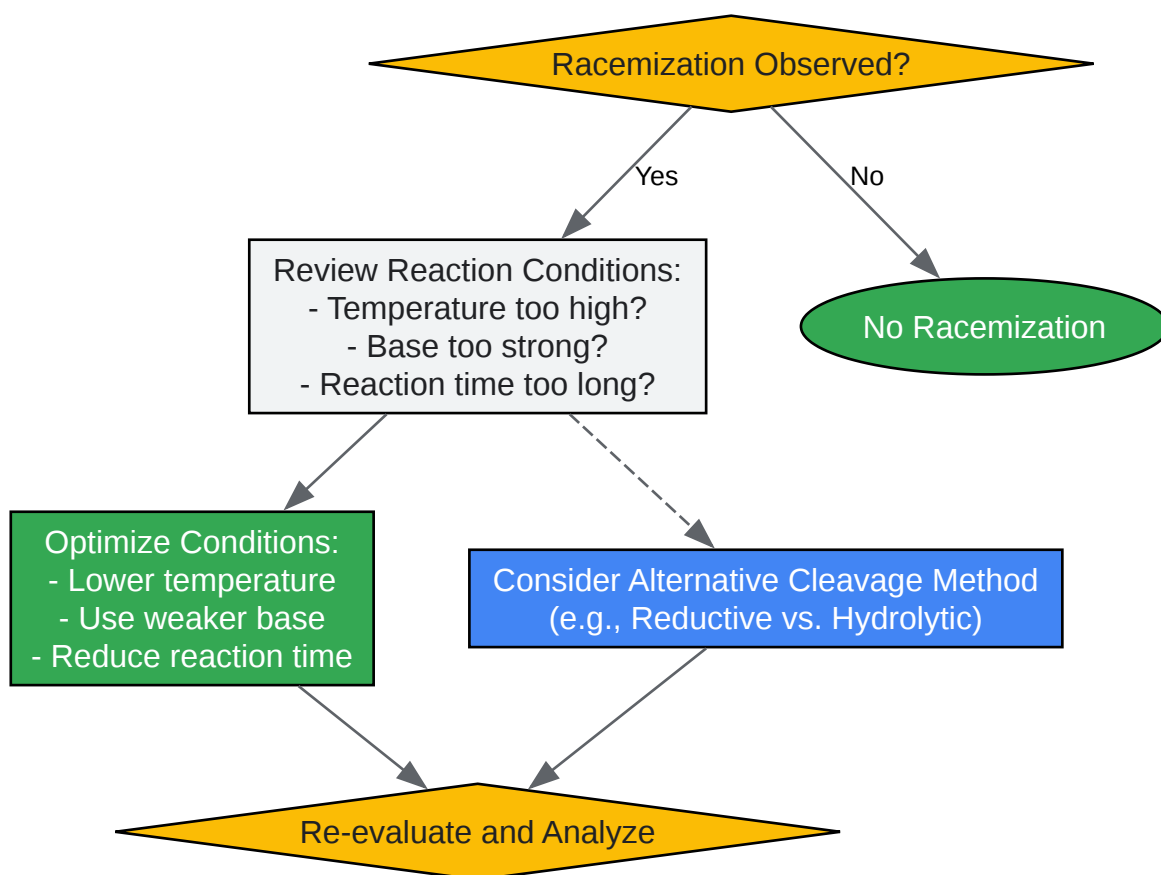 Racemization Observed?
Yes
No
Review Reaction Conditions:
- Temperature too high?
- Base too strong?
- Reaction time too long?
No Racemization
Optimize Conditions:
- Lower temperature
- Use weaker base
- Reduce reaction time
Consider Alternative Cleavage Method
(e.g., Reductive vs. Hydrolytic)
Re-evaluate and Analyze